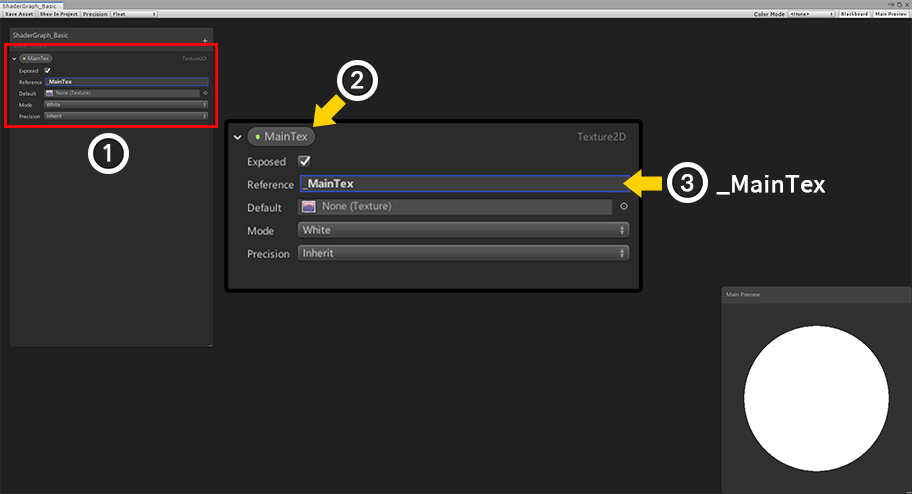 ShaderGraph_Basic
Save Asset Show In Project Precision Float Color Mode <None> Blackboard Main Preview
ShaderGraph_Basic
+
MainTex Texture2D
Exposed
Reference _MainTex
Default None (Texture)
Mode White
Precision Inherit
1
2
MainTex Texture2D
Exposed
Reference _MainTex
3 _MainTex
Default None (Texture)
Mode White
Precision Inherit
Main Preview